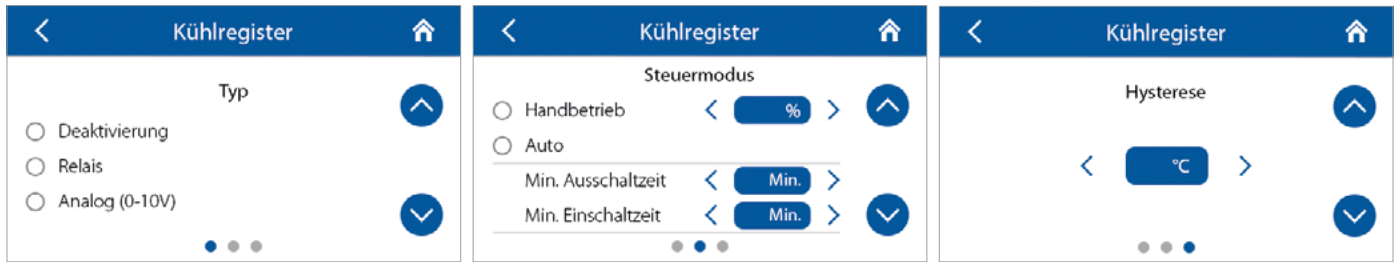 Kühlregister
Typ
Deaktivierung
Relais
Analog (0-10V)
Kühlregister
Steuermodus
Handbetrieb %
Auto
Min. Ausschaltzeit Min.
Min. Einschaltzeit Min.
Kühlregister
Hysterese
°C